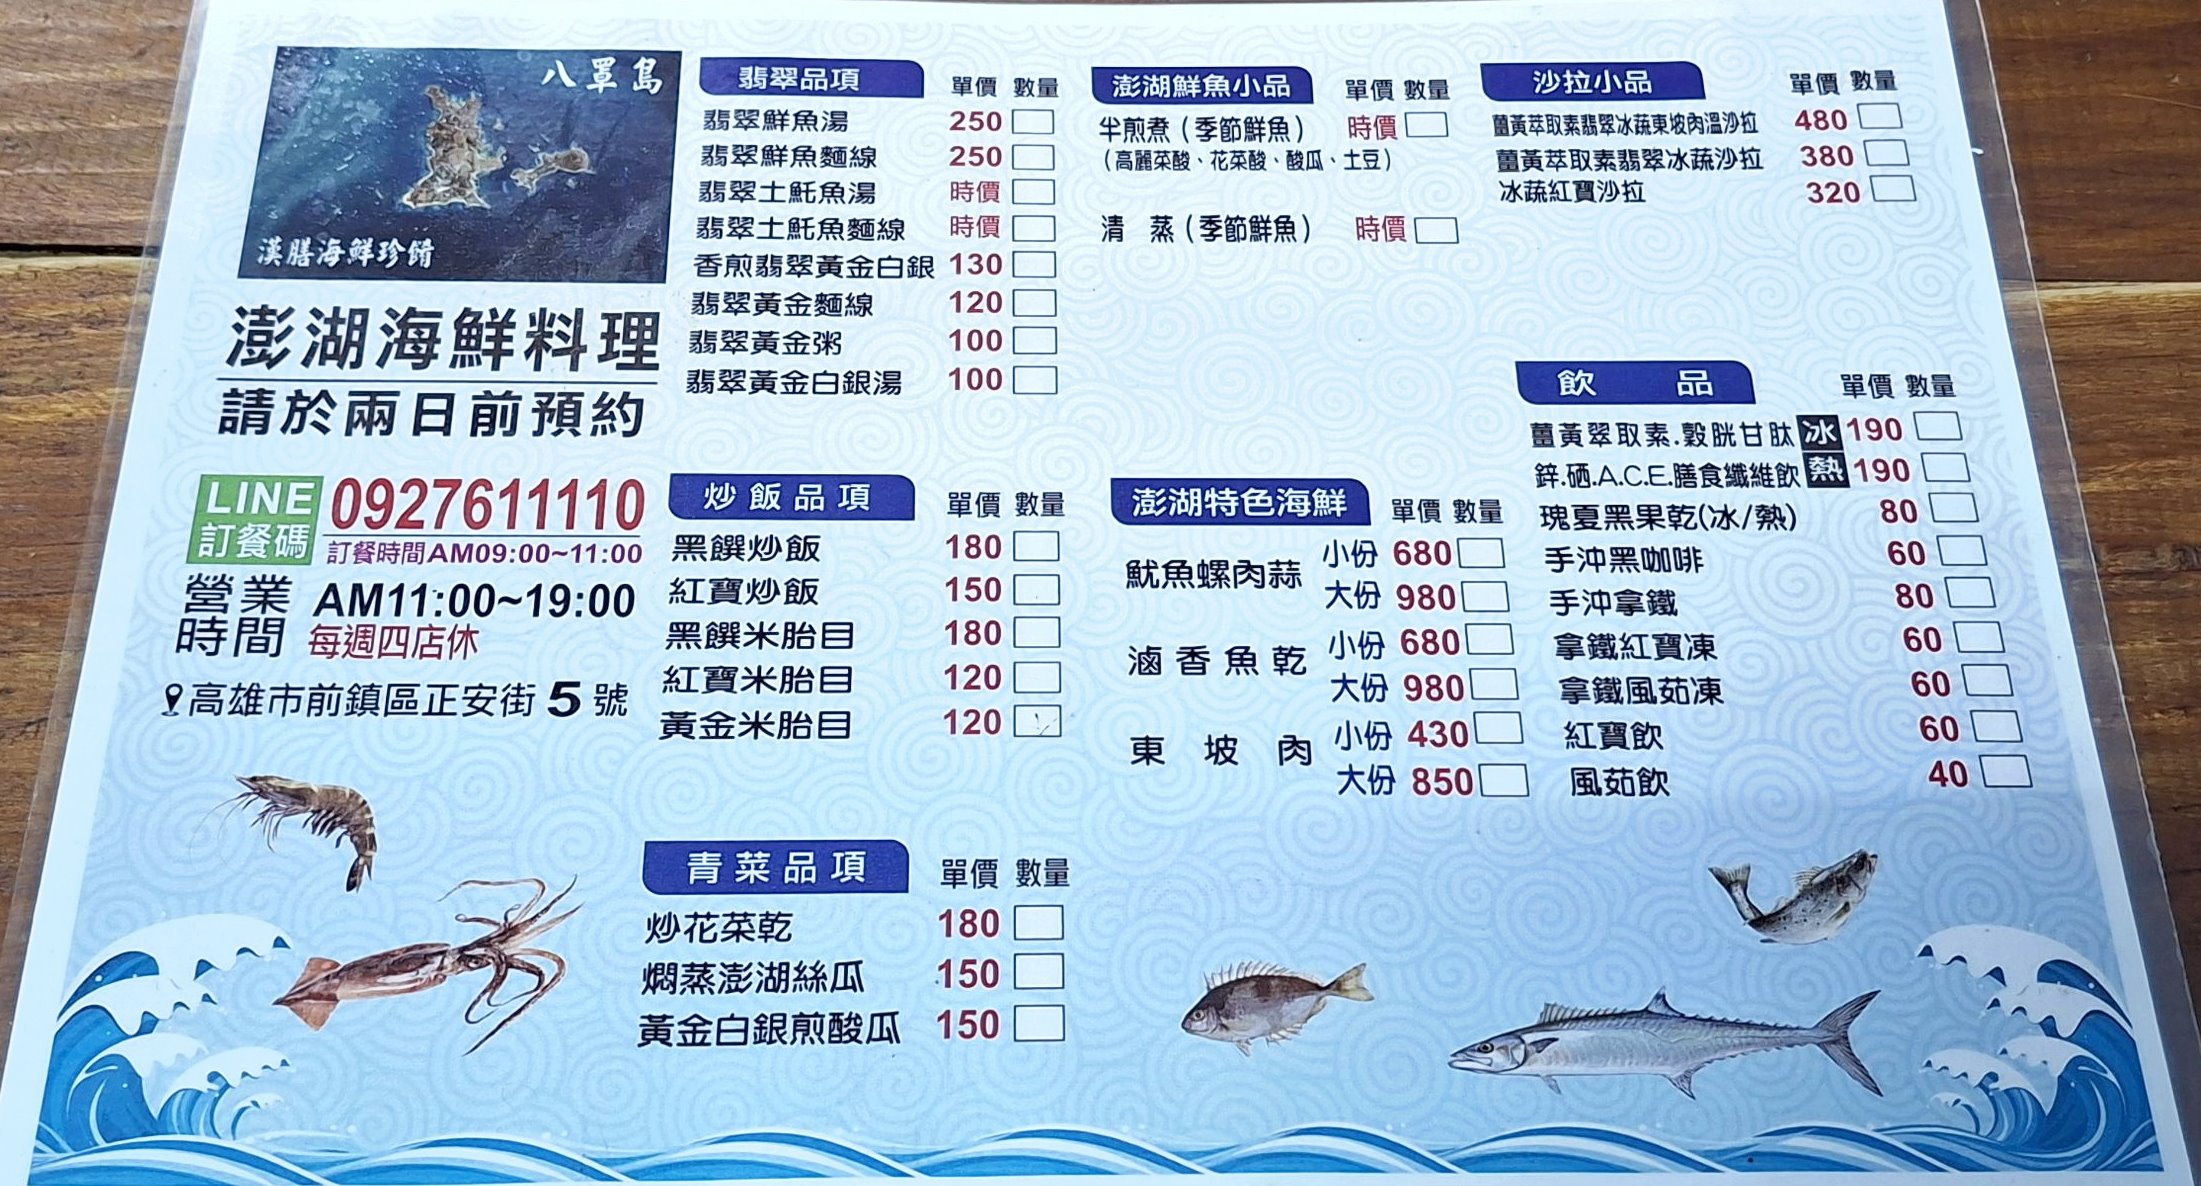 八罩島
漢膳海鮮珍餚
澎湖海鮮料理
請於兩日前預約
LINE 訂餐碼 0927611110
訂餐時間AM09:00~11:00
營業時間 AM11:00~19:00
每週四店休
高雄市前鎮區正安街5號
翡翠品項 單價 數量
翡翠鮮魚湯 250
翡翠鮮魚麵線 250
翡翠土魠魚湯 時價
翡翠土魠魚麵線 時價
香煎翡翠黃金白銀 130
翡翠黃金麵線 120
翡翠黃金粥 100
翡翠黃金白銀湯 100
炒飯品項 單價 數量
黑饌炒飯 180
紅寶炒飯 150
黑饌米胎目 180
紅寶米胎目 120
黃金米胎目 120
青菜品項 單價 數量
炒花菜乾 180
燜蒸澎湖絲瓜 150
黃金白銀煎酸瓜 150
澎湖鮮魚小品 單價 數量
半煎煮(季節鮮魚) 時價
(高麗菜酸、花菜酸、酸瓜、土豆)
清 蒸(季節鮮魚) 時價
澎湖特色海鮮 單價 數量
魷魚螺肉蒜 小份 680
大份 980
滷香魚乾 小份 680
大份 980
東坡肉 小份 430
大份 850
沙拉小品 單價 數量
薑黃萃取素翡翠冰蔬東坡肉溫沙拉 480
薑黃萃取素翡翠冰蔬沙拉 380
冰蔬紅寶沙拉 320
飲品 單價 數量
薑黃翠取素.穀胱甘肽 冰 190
鋅.硒.A.C.E.膳食纖維飲 熱 190
瑰夏黑果乾(冰/熱) 80
手沖黑咖啡 60
手沖拿鐵 80
拿鐵紅寶凍 60
拿鐵風茹凍 60
紅寶飲 60
風茹飲 40